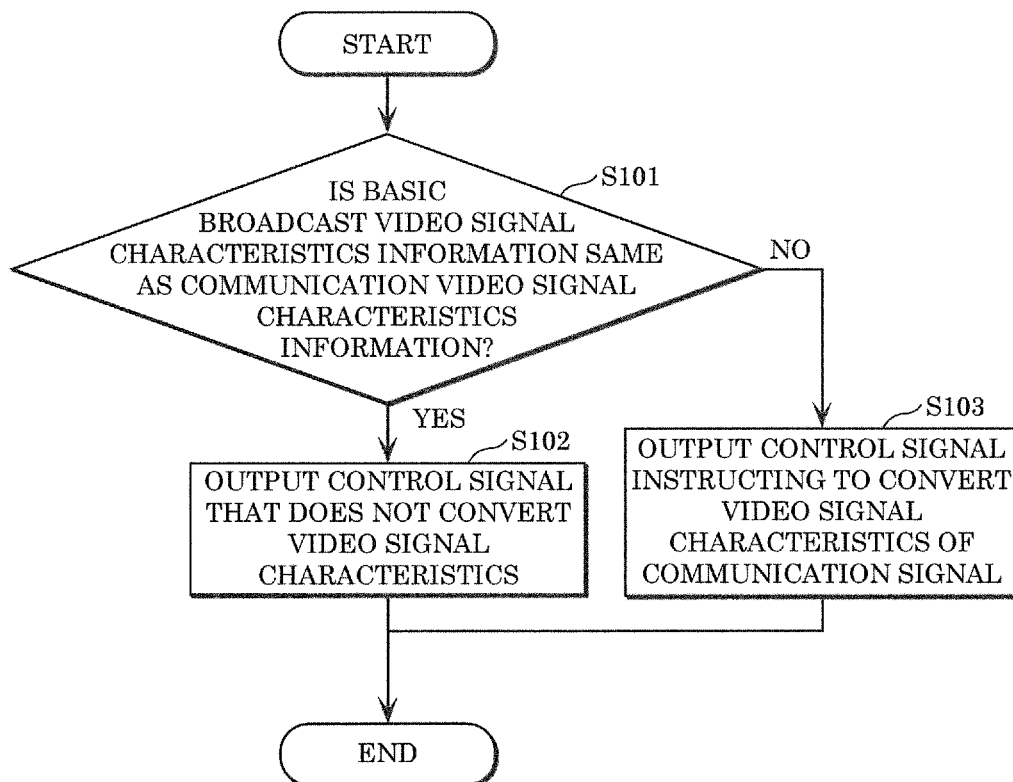 START
S101
IS BASIC
BROADCAST VIDEO SIGNAL
CHARACTERISTICS INFORMATION SAME
AS COMMUNICATION VIDEO SIGNAL
CHARACTERISTICS
INFORMATION?
NO
YES
S102
OUTPUT CONTROL SIGNAL
THAT DOES NOT CONVERT
VIDEO SIGNAL
CHARACTERISTICS
S103
OUTPUT CONTROL SIGNAL
INSTRUCTING TO CONVERT
VIDEO SIGNAL
CHARACTERISTICS OF
COMMUNICATION SIGNAL
END